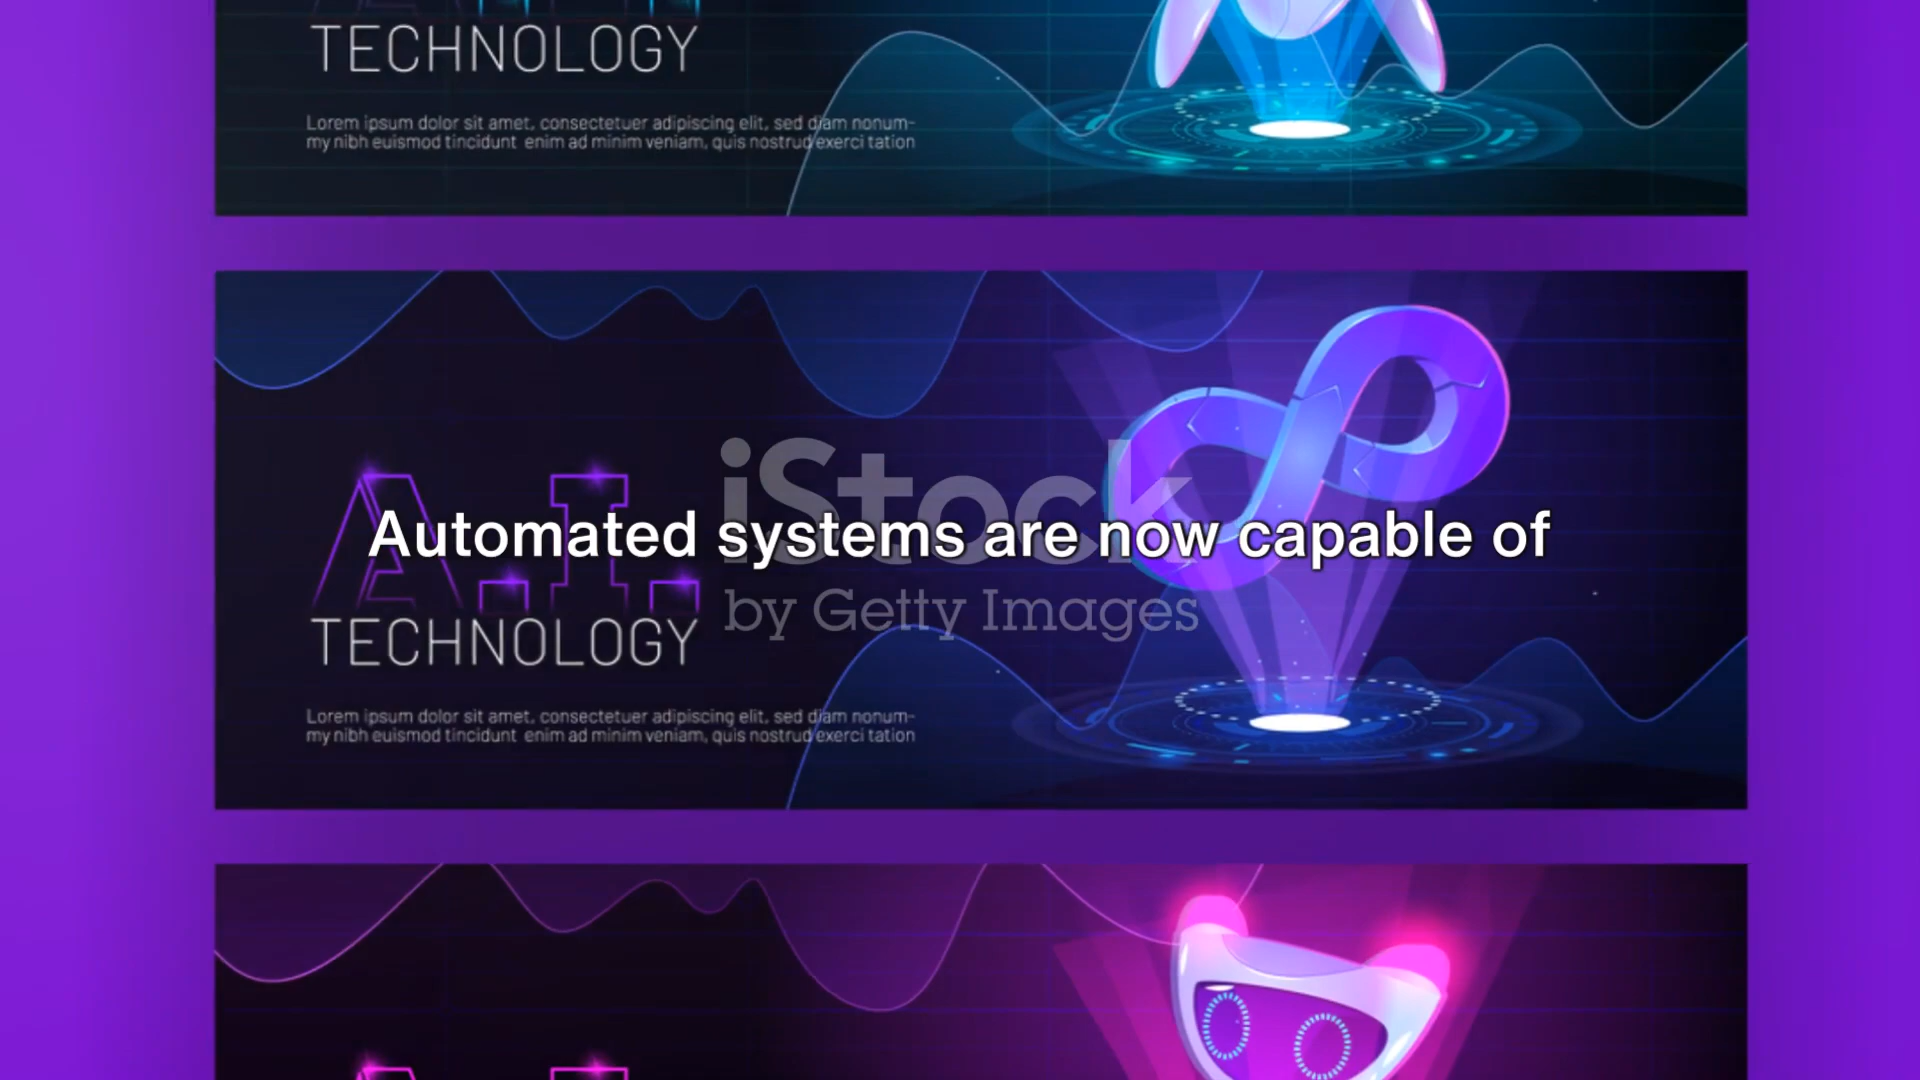 TECHNOLOGY
Lorem ipsum dolor sit amet, consectetuer adipiscing elit, sed diam nonum-
my nibh euismod tincidunt enim ad minim veniam, quis nostrud exerci tation
iStock
A.I.
Automated systems are now capable of
by Getty Images
TECHNOLOGY
Lorem ipsum dolor sit amet, consectetuer adipiscing elit, sed diam nonum-
my nibh euismod tincidunt enim ad minim veniam, quis nostrud exerci tation